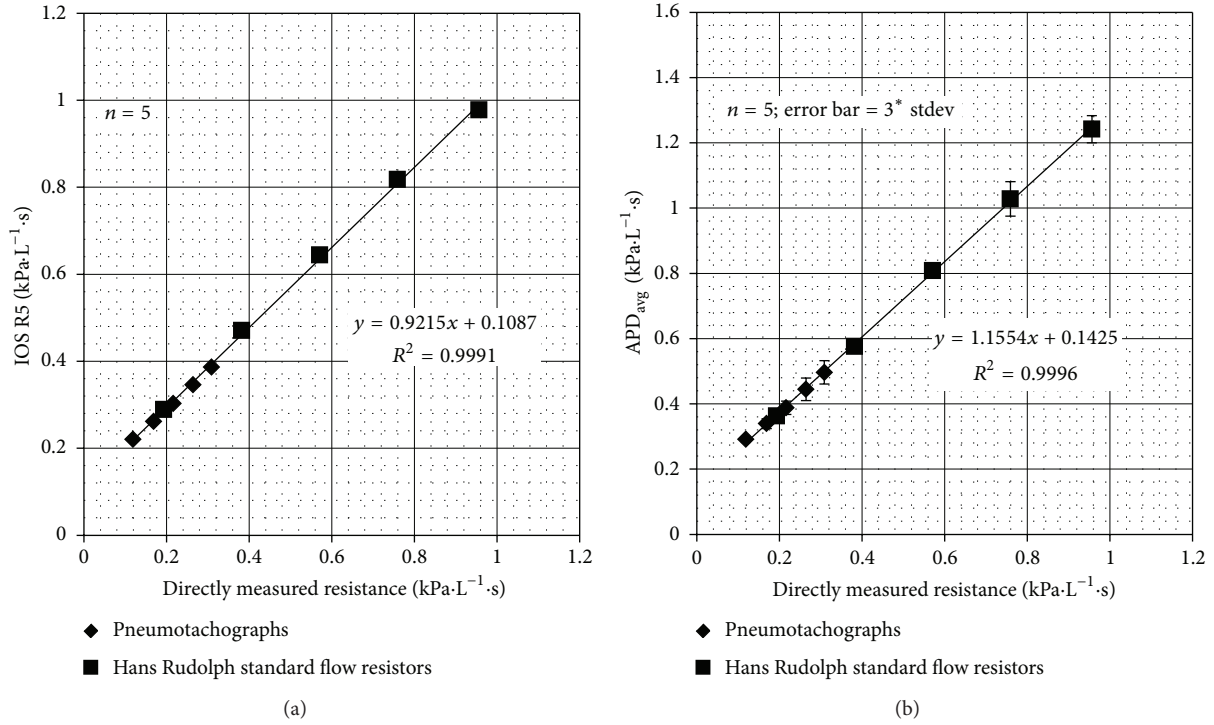 1.2
1
0.8
0.6
0.4
0.2
0
IOS R5 (kPa·L⁻¹·s)
n = 5
y = 0.9215x + 0.1087
R² = 0.9991
0 0.2 0.4 0.6 0.8 1 1.2
Directly measured resistance (kPa·L⁻¹·s)
Pneumotachographs
Hans Rudolph standard flow resistors
(a)
1.6
1.4
1.2
1
0.8
0.6
0.4
0.2
0
APD_avg (kPa·L⁻¹·s)
n = 5; error bar = 3* stdev
y = 1.1554x + 0.1425
R² = 0.9996
0 0.2 0.4 0.6 0.8 1 1.2
Directly measured resistance (kPa·L⁻¹·s)
Pneumotachographs
Hans Rudolph standard flow resistors
(b)